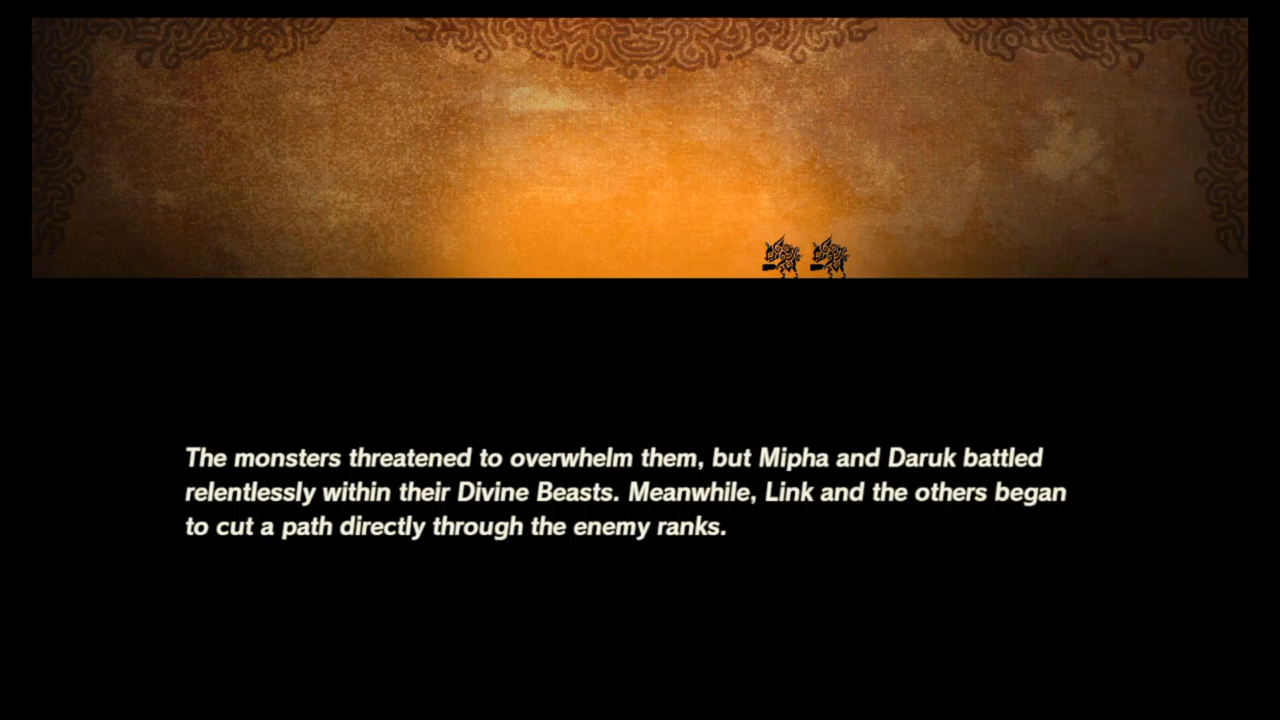 The monsters threatened to overwhelm them, but Mipha and Daruk battled
relentlessly within their Divine Beasts. Meanwhile, Link and the others began
to cut a path directly through the enemy ranks.